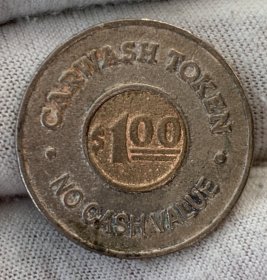 CARWASH TOKEN
$1.00
NO CASH VALUE